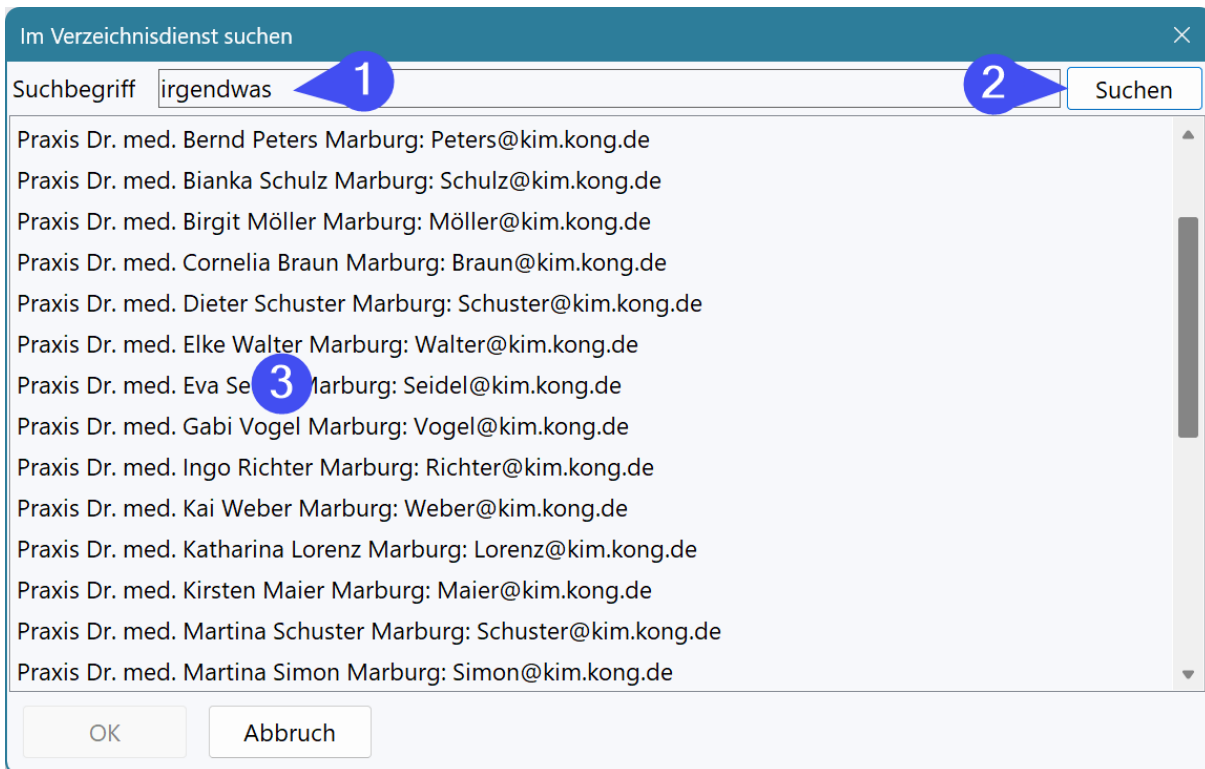 Im Verzeichnisdienst suchen
Suchbegriff irgendwas 1 2 Suchen
Praxis Dr. med. Bernd Peters Marburg: Peters@kim.kong.de
Praxis Dr. med. Bianka Schulz Marburg: Schulz@kim.kong.de
Praxis Dr. med. Birgit Möller Marburg: Möller@kim.kong.de
Praxis Dr. med. Cornelia Braun Marburg: Braun@kim.kong.de
Praxis Dr. med. Dieter Schuster Marburg: Schuster@kim.kong.de
Praxis Dr. med. Elke Walter Marburg: Walter@kim.kong.de
Praxis Dr. med. Eva Se 3 Marburg: Seidel@kim.kong.de
Praxis Dr. med. Gabi Vogel Marburg: Vogel@kim.kong.de
Praxis Dr. med. Ingo Richter Marburg: Richter@kim.kong.de
Praxis Dr. med. Kai Weber Marburg: Weber@kim.kong.de
Praxis Dr. med. Katharina Lorenz Marburg: Lorenz@kim.kong.de
Praxis Dr. med. Kirsten Maier Marburg: Maier@kim.kong.de
Praxis Dr. med. Martina Schuster Marburg: Schuster@kim.kong.de
Praxis Dr. med. Martina Simon Marburg: Simon@kim.kong.de
OK Abbruch